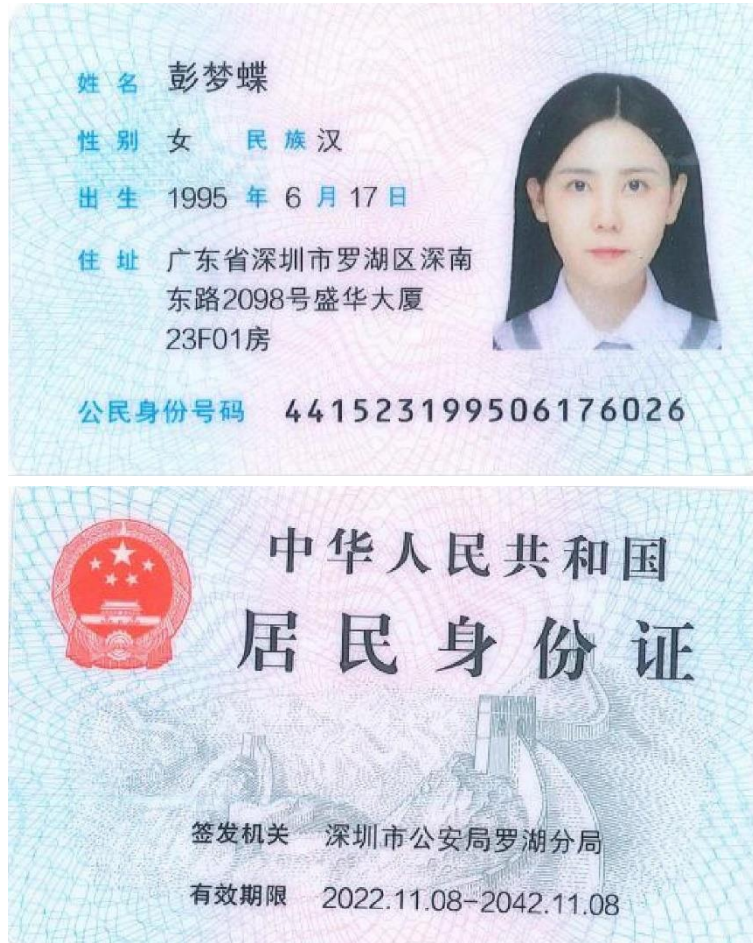 姓名 彭梦蝶
性别 女 民族 汉
出生 1995 年 6 月 17 日
住址 广东省深圳市罗湖区深南
东路2098号盛华大厦
23F01房
公民身份号码 441523199506176026
中华人民共和国
居民身份证
签发机关 深圳市公安局罗湖分局
有效期限 2022.11.08-2042.11.08